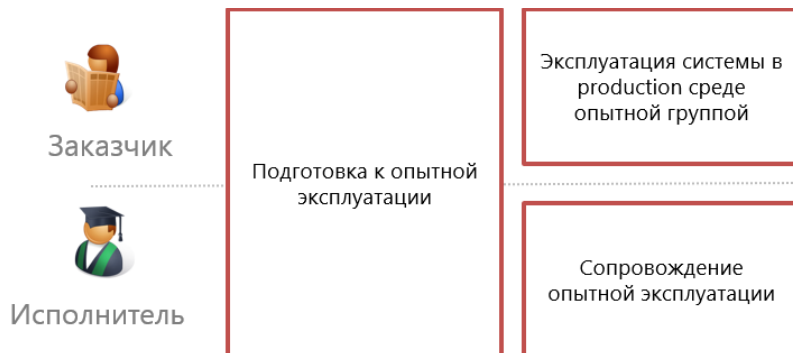 Заказчик
Исполнитель
Подготовка к опытной
эксплуатации
Эксплуатация системы в
production среде
опытной группой
Сопровождение
опытной эксплуатации